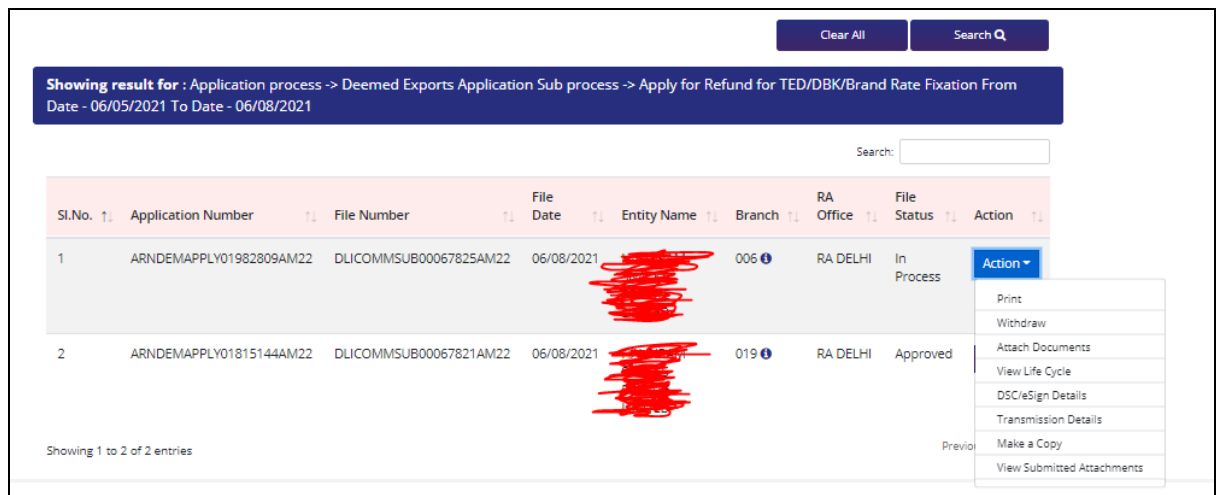 Clear All
Search
Showing result for : Application process -> Deemed Exports Application Sub process -> Apply for Refund for TED/DBK/Brand Rate Fixation From
Date - 06/05/2021 To Date - 06/08/2021
Search:
Sl.No. Application Number File Number File Date Entity Name Branch RA Office File Status Action
1 ARNDEMAPPLY01982809AM22 DLICOMMSUB00067825AM22 06/08/2021 006 RA DELHI In Process Action
Print
Withdraw
2 ARNDEMAPPLY01815144AM22 DLICOMMSUB00067821AM22 06/08/2021 019 RA DELHI Approved
Attach Documents
View Life Cycle
DSC/eSign Details
Transmission Details
Showing 1 to 2 of 2 entries
Make a Copy
View Submitted Attachments